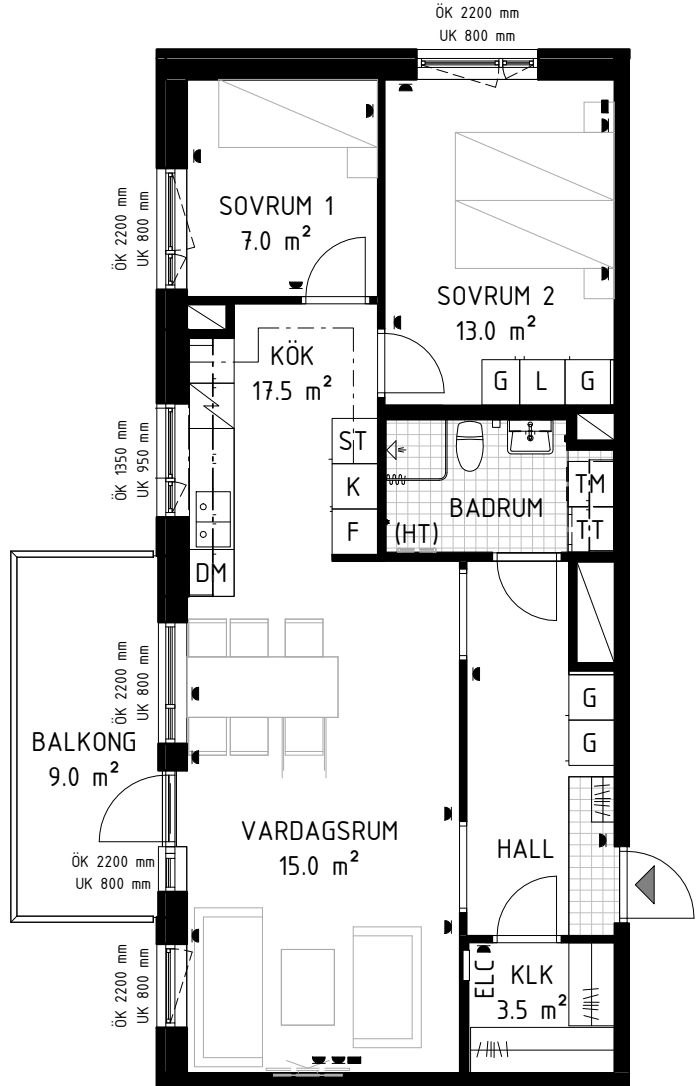 ÖK 2200 mm
UK 800 mm
SOVRUM 1
7.0 m²
ÖK 2200 mm
UK 800 mm
SOVRUM 2
13.0 m²
KÖK
17.5 m²
G L G
ÖK 1350 mm
UK 950 mm
ST
K
F
BADRUM
TM
(HT)
TT
DM
ÖK 2200 mm
UK 800 mm
G
G
BALKONG
9.0 m²
VARDAGSRUM
15.0 m²
HALL
ÖK 2200 mm
UK 800 mm
ÖK 2200 mm
UK 800 mm
ELC
KLK
3.5 m²